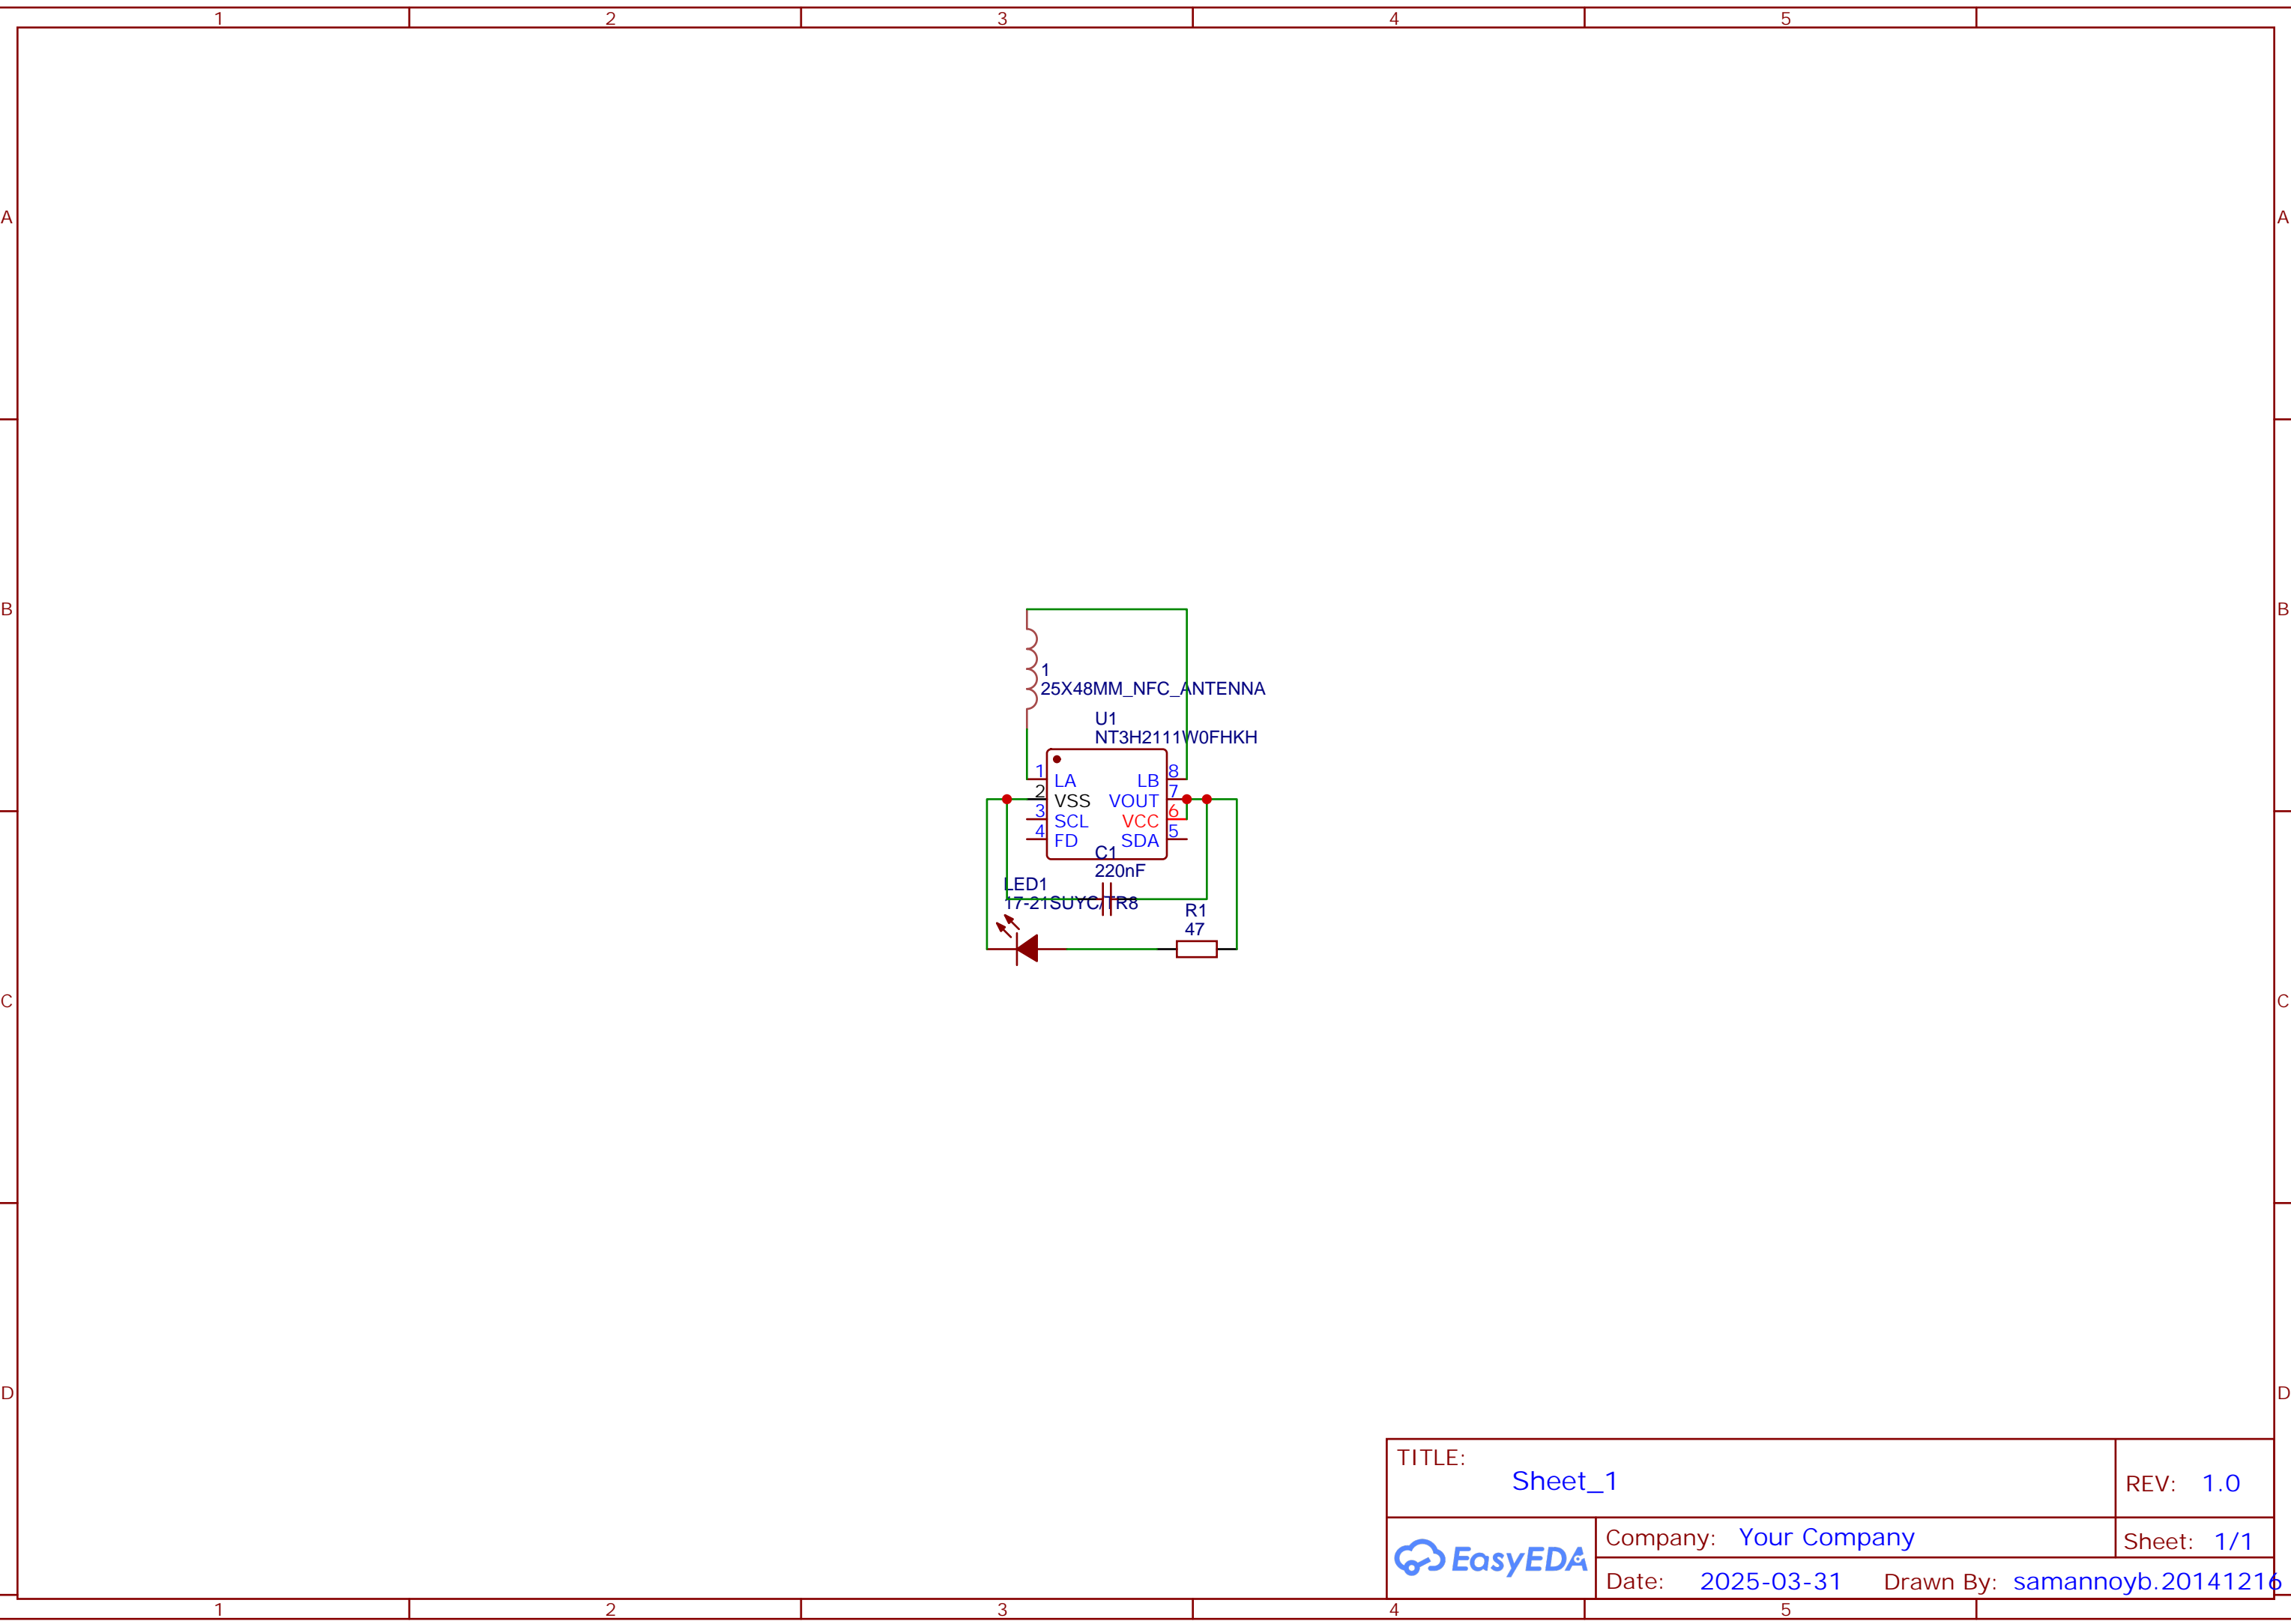 1 2 3 4 5
A A
B B
1
25X48MM_NFC_ANTENNA
U1
NT3H2111W0FHKH
1 LA LB 8
2 VSS VOUT 7
3 SCL VCC 6
4 FD SDA 5
C1
220nF
LED1
17-21SUYC/TR8
R1
47
C C
D D
TITLE:
Sheet_1
REV: 1.0
EasyEDA
Company: Your Company
Sheet: 1/1
Date: 2025-03-31 Drawn By: samannoyb.20141216
1 2 3 4 5